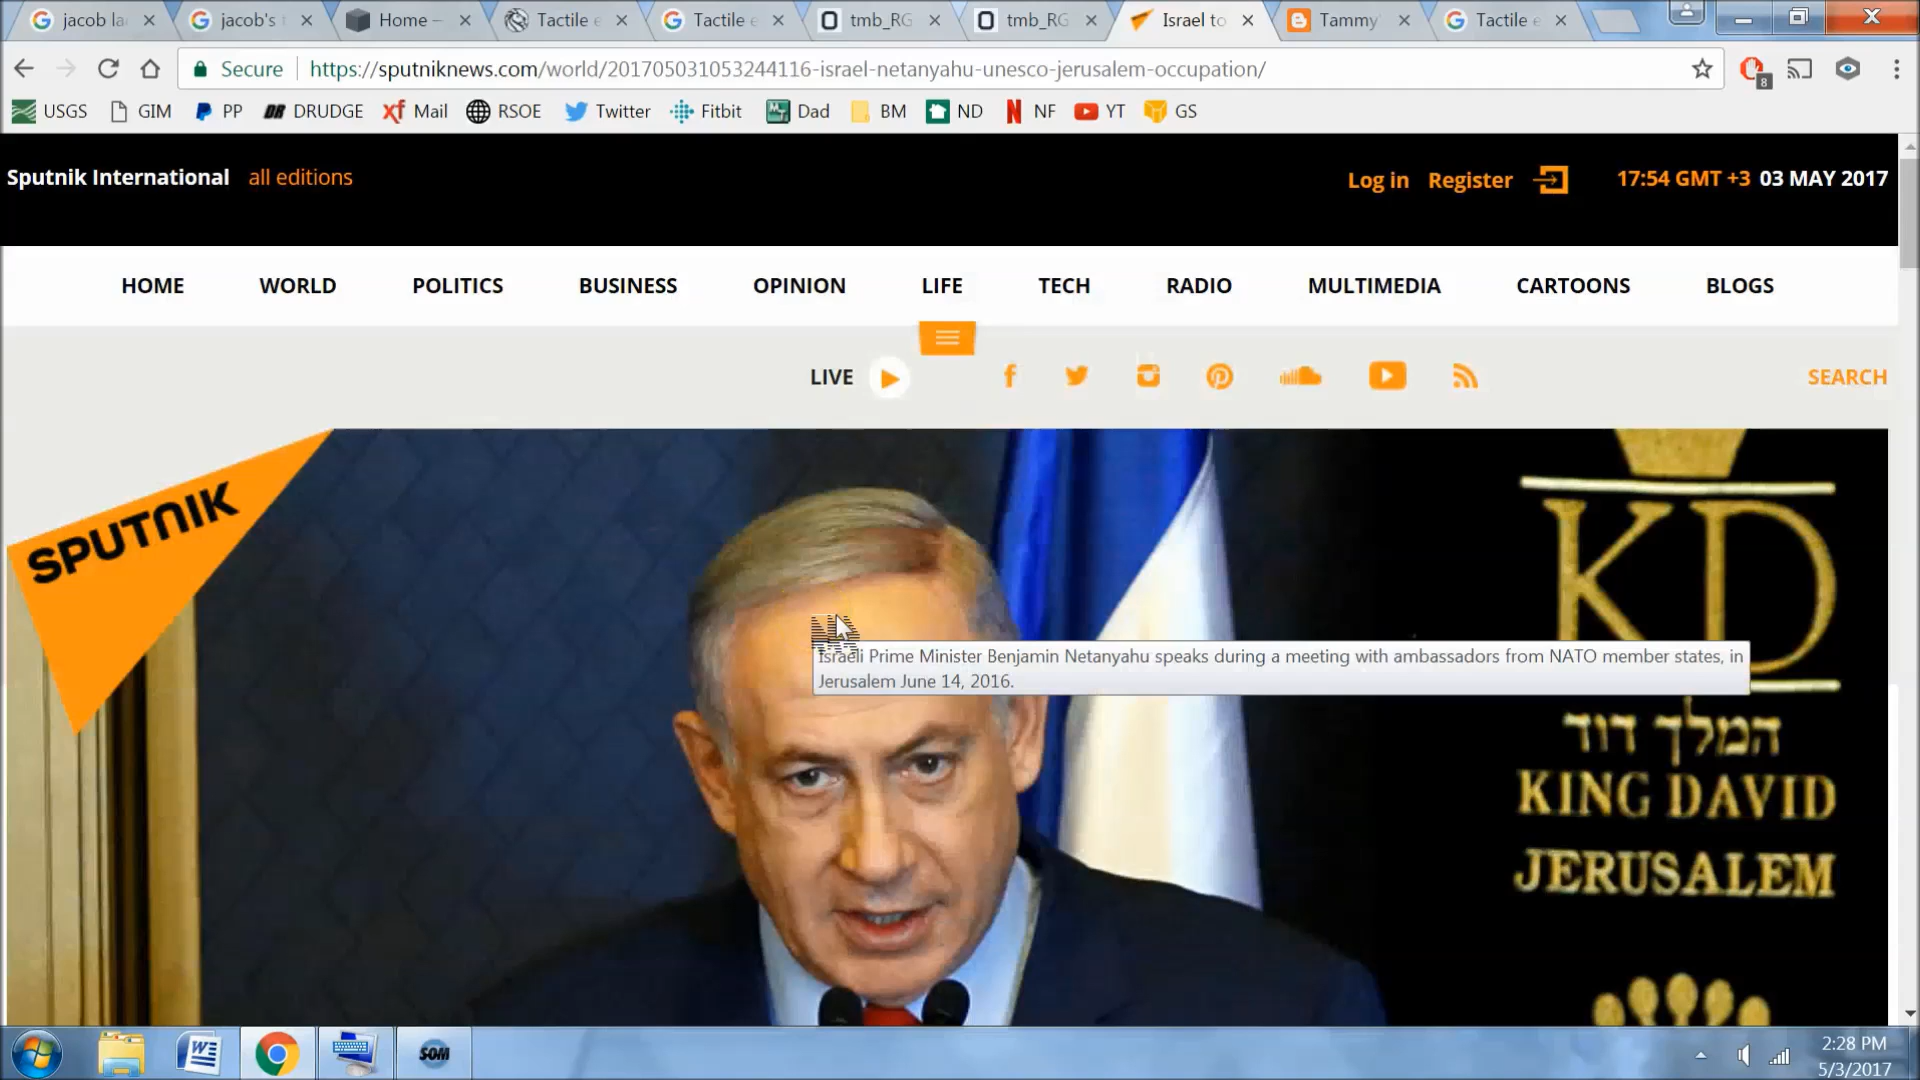 jacob la
jacob's t
Home –
Tactile e
Tactile e
tmb_RG
tmb_RG
Israel to
Tammy
Tactile e
Secure
https://sputniknews.com/world/201705031053244116-israel-netanyahu-unesco-jerusalem-occupation/
8
USGS GIM PP DRUDGE Mail RSOE Twitter Fitbit Dad BM ND NF YT GS
Sputnik International all editions
Log in Register
17:54 GMT +3 03 MAY 2017
HOME WORLD POLITICS BUSINESS OPINION LIFE TECH RADIO MULTIMEDIA CARTOONS BLOGS
LIVE
SEARCH
SPUTNIK
KD
Israeli Prime Minister Benjamin Netanyahu speaks during a meeting with ambassadors from NATO member states, in
Jerusalem June 14, 2016.
המלך דוד
KING DAVID
JERUSALEM
SOM
2:28 PM
5/3/2017